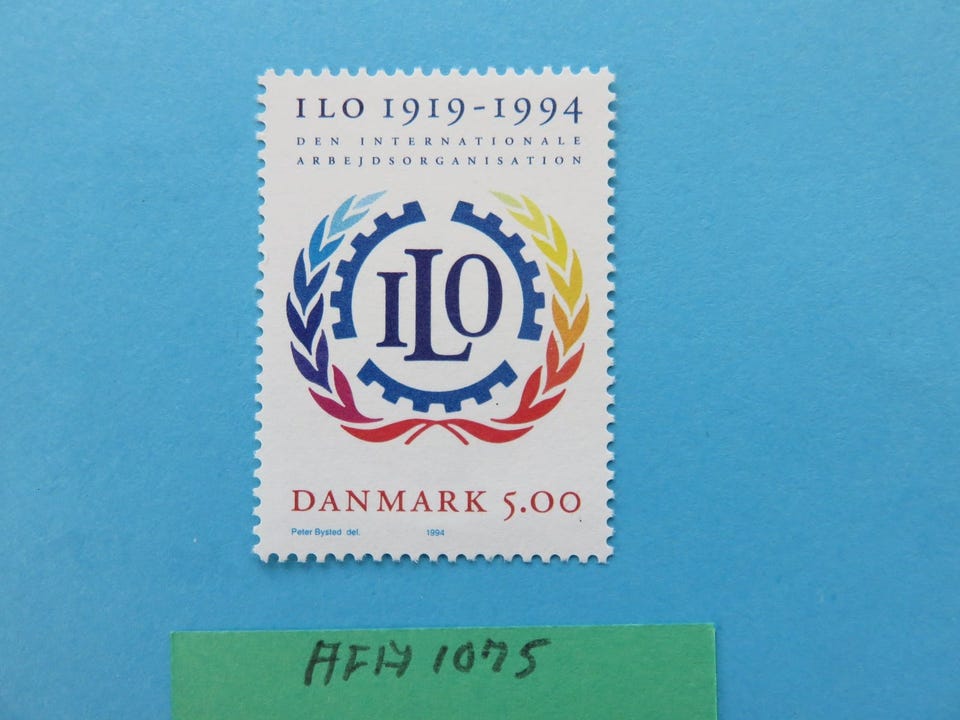 ILO 1919-1994
DEN INTERNATIONALE
ARBEJDSORGANISATION
ILO
DANMARK 5.00
Peter Bysted del. 1994
AFA 1075